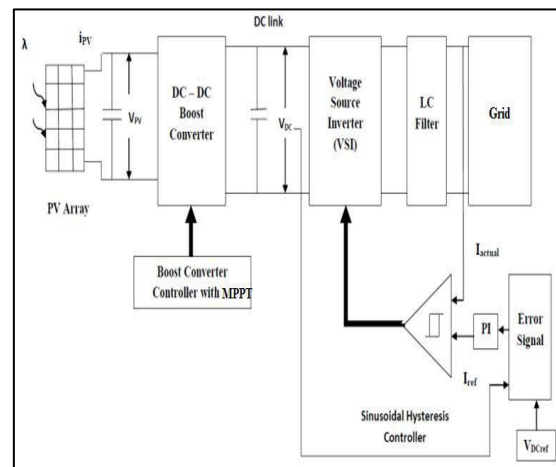 DC link
λ
iPV
VPV
PV Array
DC – DC
Boost
Converter
Boost Converter
Controller with MPPT
VDC
Voltage
Source
Inverter
(VSI)
LC
Filter
Grid
Iactual
PI
Error
Signal
Iref
Sinusoidal Hysteresis
Controller
VDCref